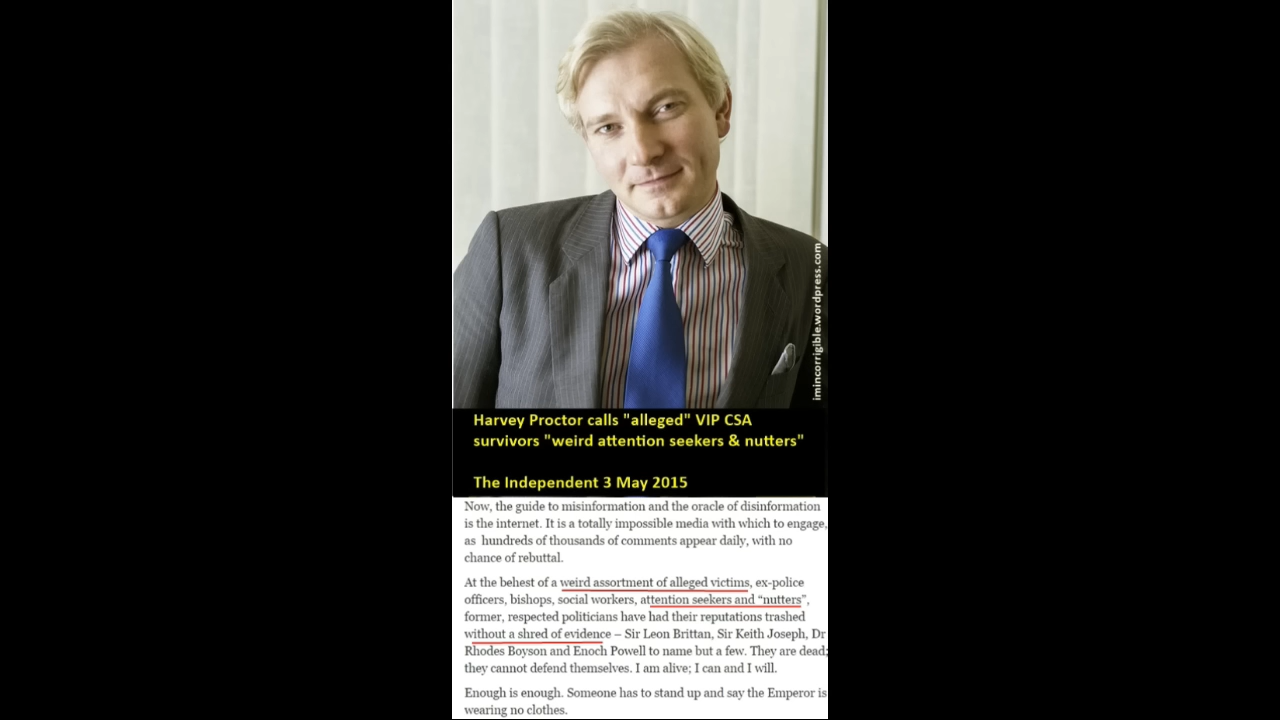 imincorrigible.wordpress.com
Harvey Proctor calls "alleged" VIP CSA
survivors "weird attention seekers & nutters"
The Independent 3 May 2015
Now, the guide to misinformation and the oracle of disinformation
is the internet. It is a totally impossible media with which to engage,
as hundreds of thousands of comments appear daily, with no
chance of rebuttal.
At the behest of a weird assortment of alleged victims, ex-police
officers, bishops, social workers, attention seekers and “nutters”,
former, respected politicians have had their reputations trashed
without a shred of evidence – Sir Leon Brittan, Sir Keith Joseph, Dr
Rhodes Boyson and Enoch Powell to name but a few. They are dead;
they cannot defend themselves. I am alive; I can and I will.
Enough is enough. Someone has to stand up and say the Emperor is
wearing no clothes.